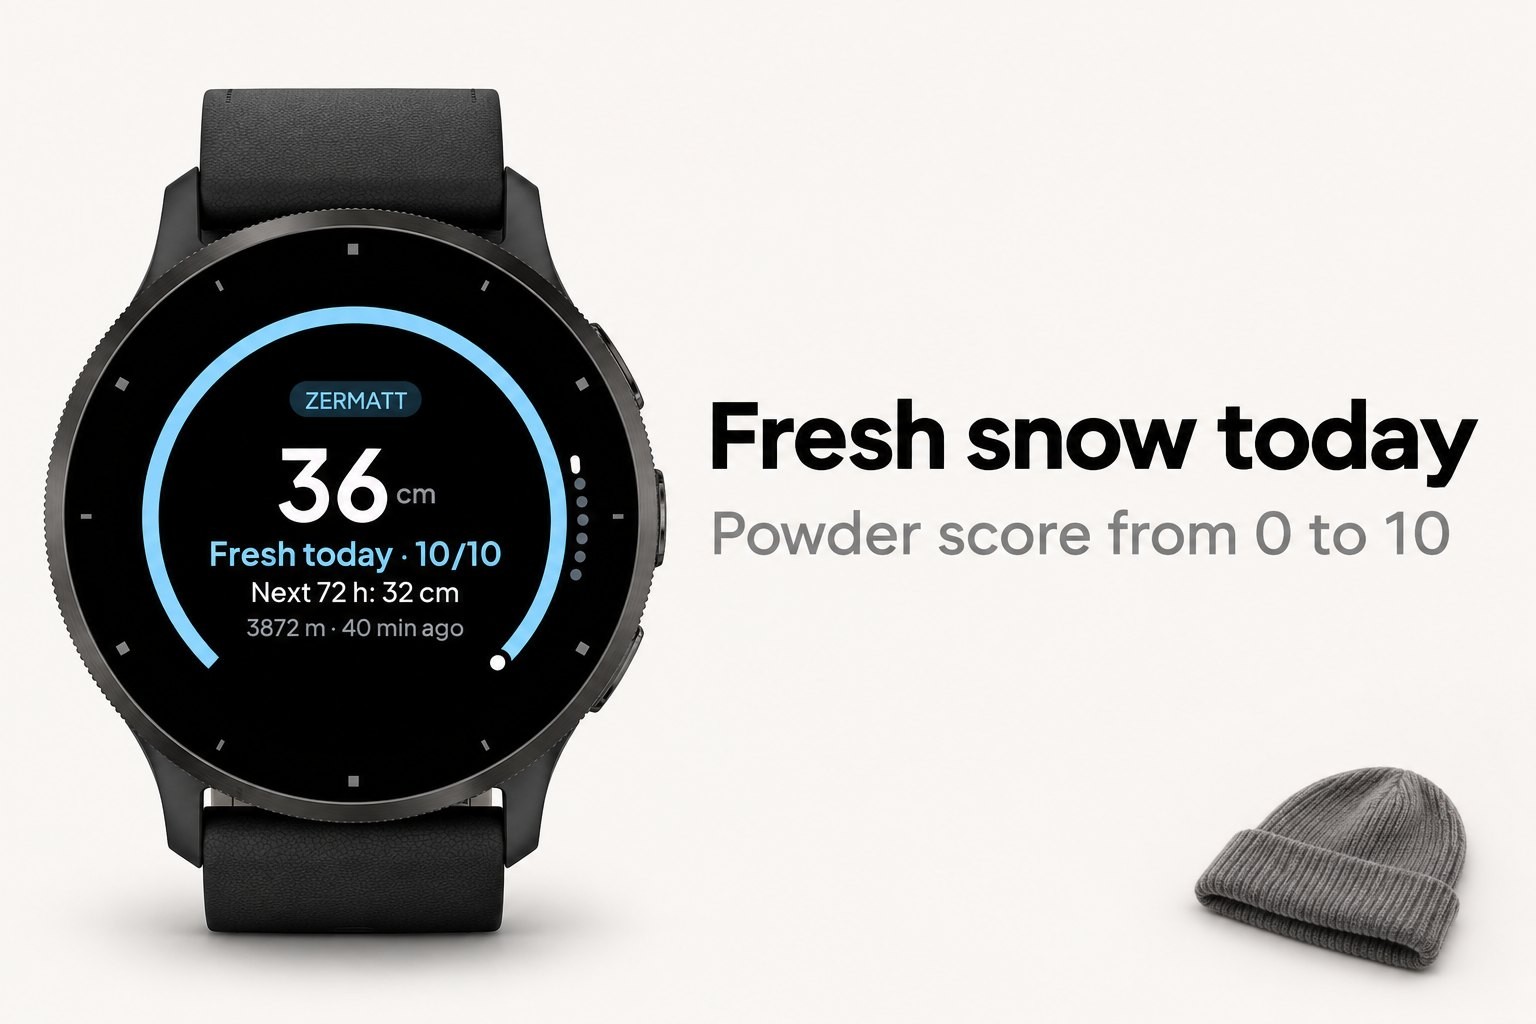 ZERMATT
36 cm
Fresh today · 10/10
Next 72 h: 32 cm
3872 m · 40 min ago
Fresh snow today
Powder score from 0 to 10